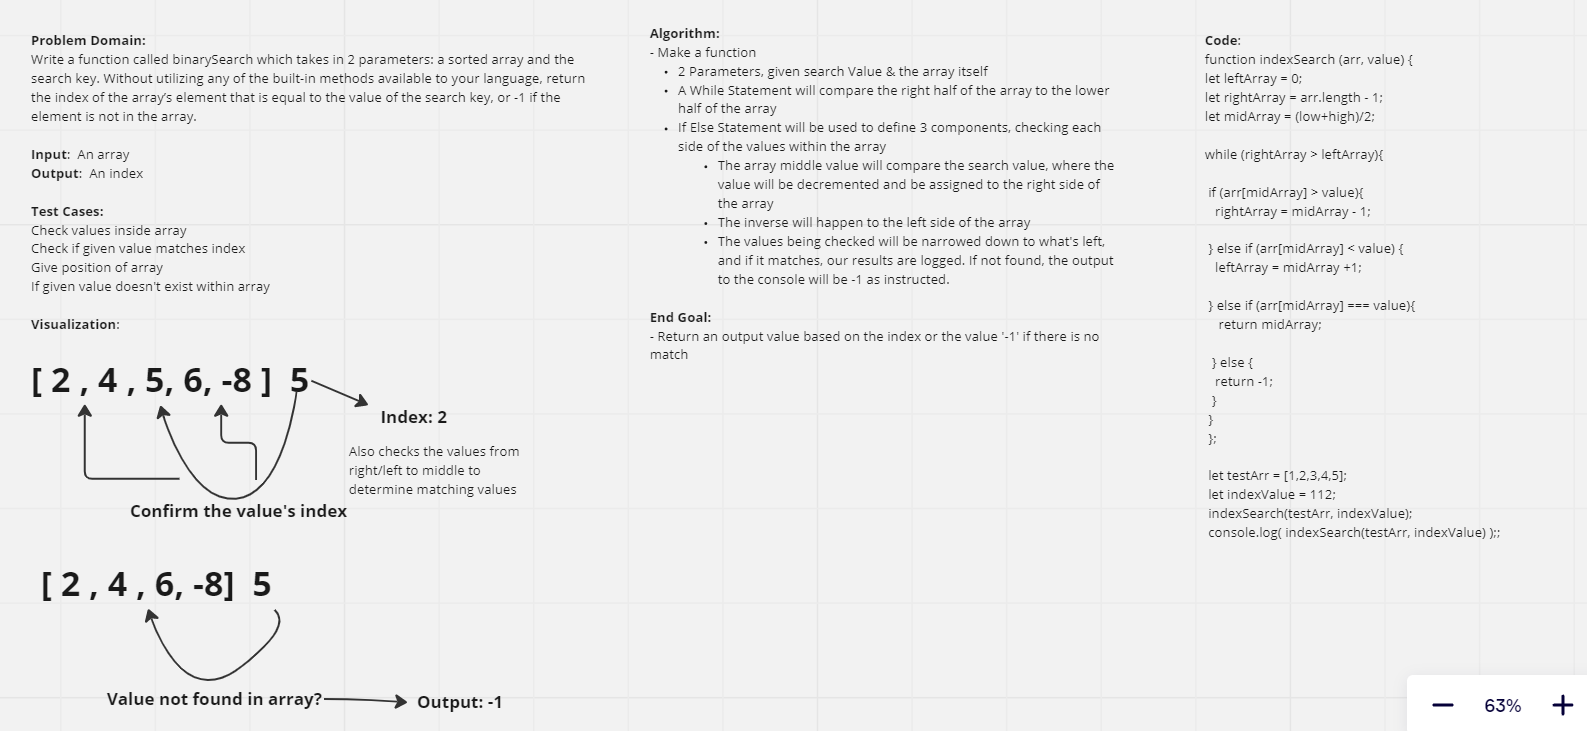 Problem Domain:
Write a function called binarySearch which takes in 2 parameters: a sorted array and the
search key. Without utilizing any of the built-in methods available to your language, return
the index of the array's element that is equal to the value of the search key, or -1 if the
element is not in the array.
Input: An array
Output: An index
Test Cases:
Check values inside array
Check if given value matches index
Give position of array
If given value doesn't exist within array
Visualization:
[ 2 , 4 , 5, 6, -8 ] 5
Index: 2
Also checks the values from
right/left to middle to
determine matching values
Confirm the value's index
[ 2 , 4 , 6, -8] 5
Value not found in array?
Output: -1
Algorithm:
- Make a function
• 2 Parameters, given search Value & the array itself
• A While Statement will compare the right half of the array to the lower
half of the array
• If Else Statement will be used to define 3 components, checking each
side of the values within the array
• The array middle value will compare the search value, where the
value will be decremented and be assigned to the right side of
the array
• The inverse will happen to the left side of the array
• The values being checked will be narrowed down to what's left,
and if it matches, our results are logged. If not found, the output
to the console will be -1 as instructed.
End Goal:
- Return an output value based on the index or the value '-1' if there is no
match
Code:
function indexSearch (arr, value) {
let leftArray = 0;
let rightArray = arr.length - 1;
let midArray = (low+high)/2;
while (rightArray > leftArray){
if (arr[midArray] > value){
rightArray = midArray - 1;
} else if (arr[midArray] < value) {
leftArray = midArray +1;
} else if (arr[midArray] === value){
return midArray;
} else {
return -1;
}
}
};
let testArr = [1,2,3,4,5];
let indexValue = 112;
indexSearch(testArr, indexValue);
console.log( indexSearch(testArr, indexValue) );;
63%